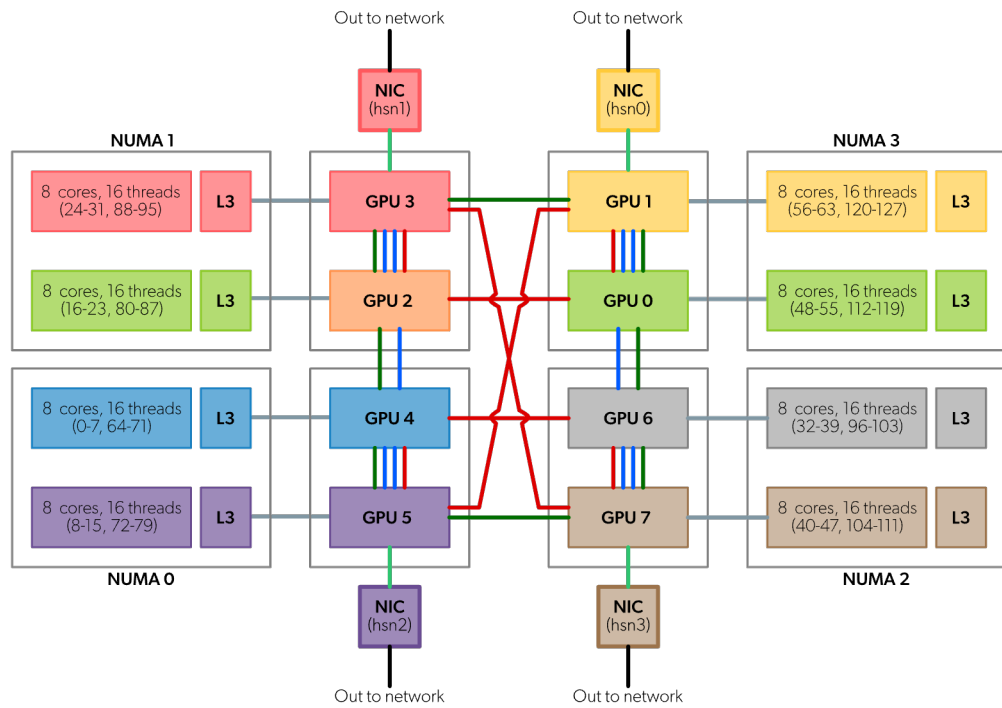 Out to network
Out to network
NIC
(hsn1)
NIC
(hsn0)
NUMA 1
NUMA 3
8 cores, 16 threads
(24-31, 88-95)
L3
GPU 3
GPU 1
8 cores, 16 threads
(56-63, 120-127)
L3
8 cores, 16 threads
(16-23, 80-87)
L3
GPU 2
GPU 0
8 cores, 16 threads
(48-55, 112-119)
L3
8 cores, 16 threads
(0-7, 64-71)
L3
GPU 4
GPU 6
8 cores, 16 threads
(32-39, 96-103)
L3
8 cores, 16 threads
(8-15, 72-79)
L3
GPU 5
GPU 7
8 cores, 16 threads
(40-47, 104-111)
L3
NUMA 0
NUMA 2
NIC
(hsn2)
NIC
(hsn3)
Out to network
Out to network